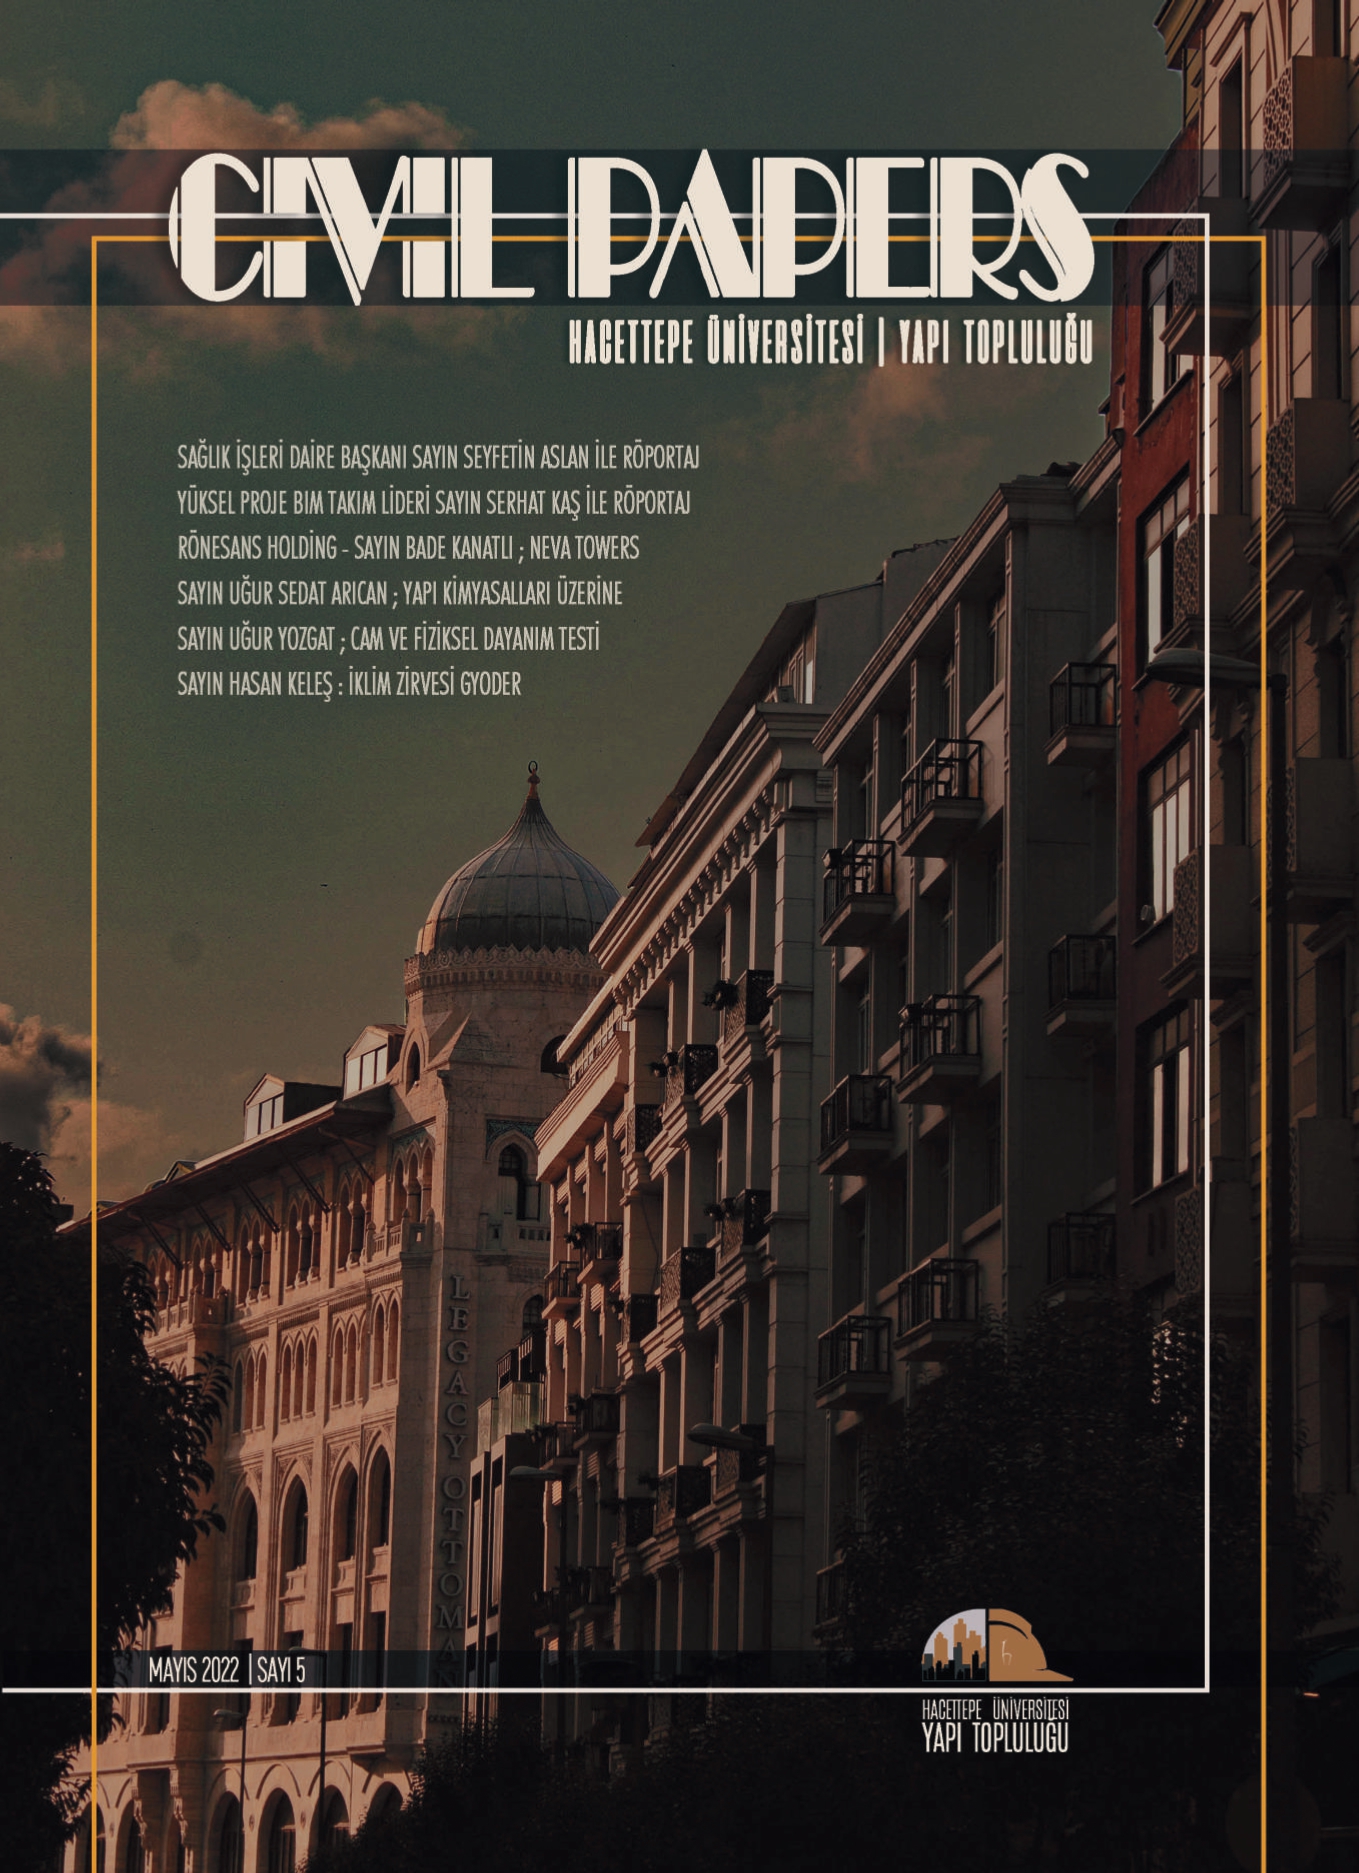 CIVIL PAPERS
HACETTEPE ÜNİVERSİTESİ | YAPI TOPLULUĞU
SAĞLIK İŞLERİ DAİRE BAŞKANI SAYIN SEYFETİN ASLAN İLE RÖPORTAJ
YÜKSEL PROJE BIM TAKIM LİDERİ SAYIN SERHAT KAŞ İLE RÖPORTAJ
RÖNESANS HOLDİNG - SAYIN BADE KANATLI ; NEVA TOWERS
SAYIN UĞUR SEDAT ARICAN ; YAPI KİMYASALLARI ÜZERİNE
SAYIN UĞUR YOZGAT ; CAM VE FİZİKSEL DAYANIM TESTİ
SAYIN HASAN KELEŞ : İKLİM ZİRVESİ GYODER
LEGACY OTTOMAN
MAYIS 2022 | SAYI 5
HACETTEPE ÜNİVERSİTESİ
YAPI TOPLULUĞU